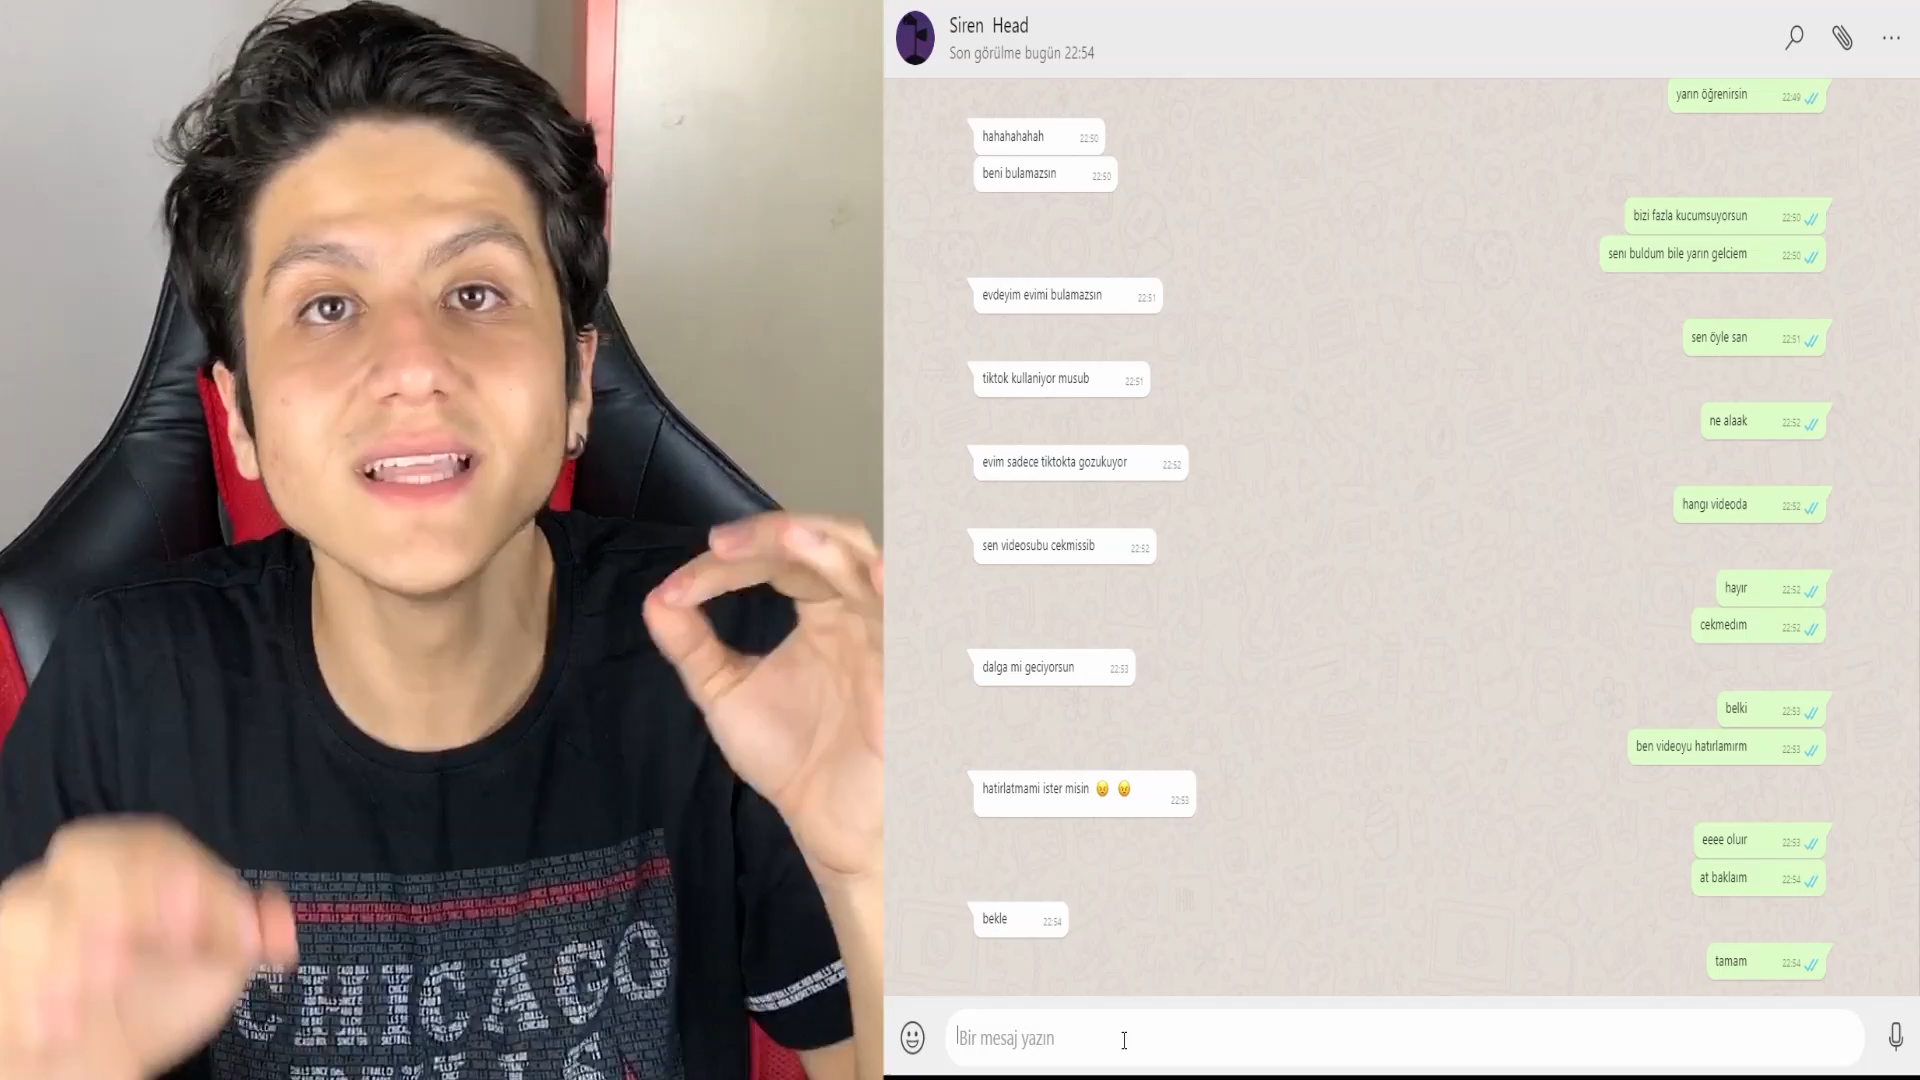 Siren Head
Son görülme bugün 22:54
yarın öğrenirsin 22:49
hahahahahah 22:50
beni bulamazsın 22:50
bizi fazla kucumsuyorsun 22:50
senı buldum bile yarın gelciem 22:50
evdeyim evimi bulamazsın 22:51
sen öyle san 22:51
tiktok kullaniyor musub 22:51
ne alaak 22:52
evim sadece tiktokta gozukuyor 22:52
hangı videoda 22:52
sen videosubu cekmissib 22:52
hayır 22:52
cekmedım 22:52
dalga mi geciyorsun 22:53
belki 22:53
ben videoyu hatırlamırm 22:53
hatirlatmami ister misin 22:53
eeee oluır 22:53
at baklaım 22:54
bekle 22:54
tamam 22:54
Bir mesaj yazın
CHICAGO